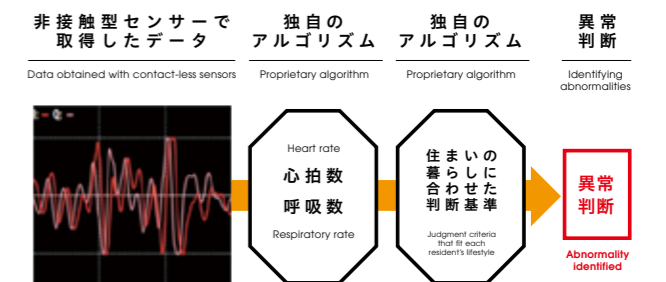 非接触型センサーで
取得したデータ
Data obtained with contact-less sensors
独自の
アルゴリズム
Proprietary algorithm
独自の
アルゴリズム
Proprietary algorithm
異常
判断
Identifying
abnormalities
Heart rate
心拍数
呼吸数
Respiratory rate
住まいの
暮らしに
合わせた
判断基準
Judgment criteria
that fit each
resident's lifestyle
異常
判断
Abnormality
identified